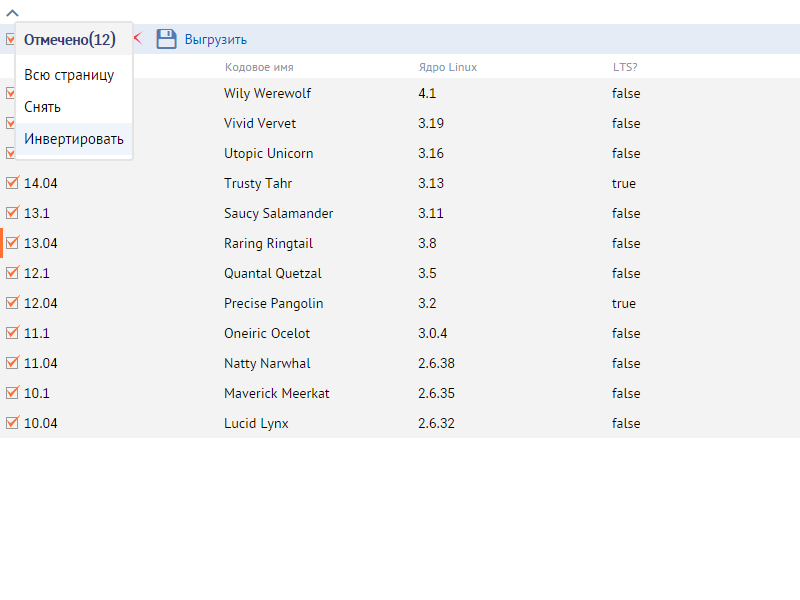 Отмечено(12) Выгрузить
Кодовое имя Ядро Linux LTS?
Всю страницу
Wily Werewolf 4.1 false
Снять
Vivid Vervet 3.19 false
Инвертировать
Utopic Unicorn 3.16 false
14.04 Trusty Tahr 3.13 true
13.1 Saucy Salamander 3.11 false
13.04 Raring Ringtail 3.8 false
12.1 Quantal Quetzal 3.5 false
12.04 Precise Pangolin 3.2 true
11.1 Oneiric Ocelot 3.0.4 false
11.04 Natty Narwhal 2.6.38 false
10.1 Maverick Meerkat 2.6.35 false
10.04 Lucid Lynx 2.6.32 false